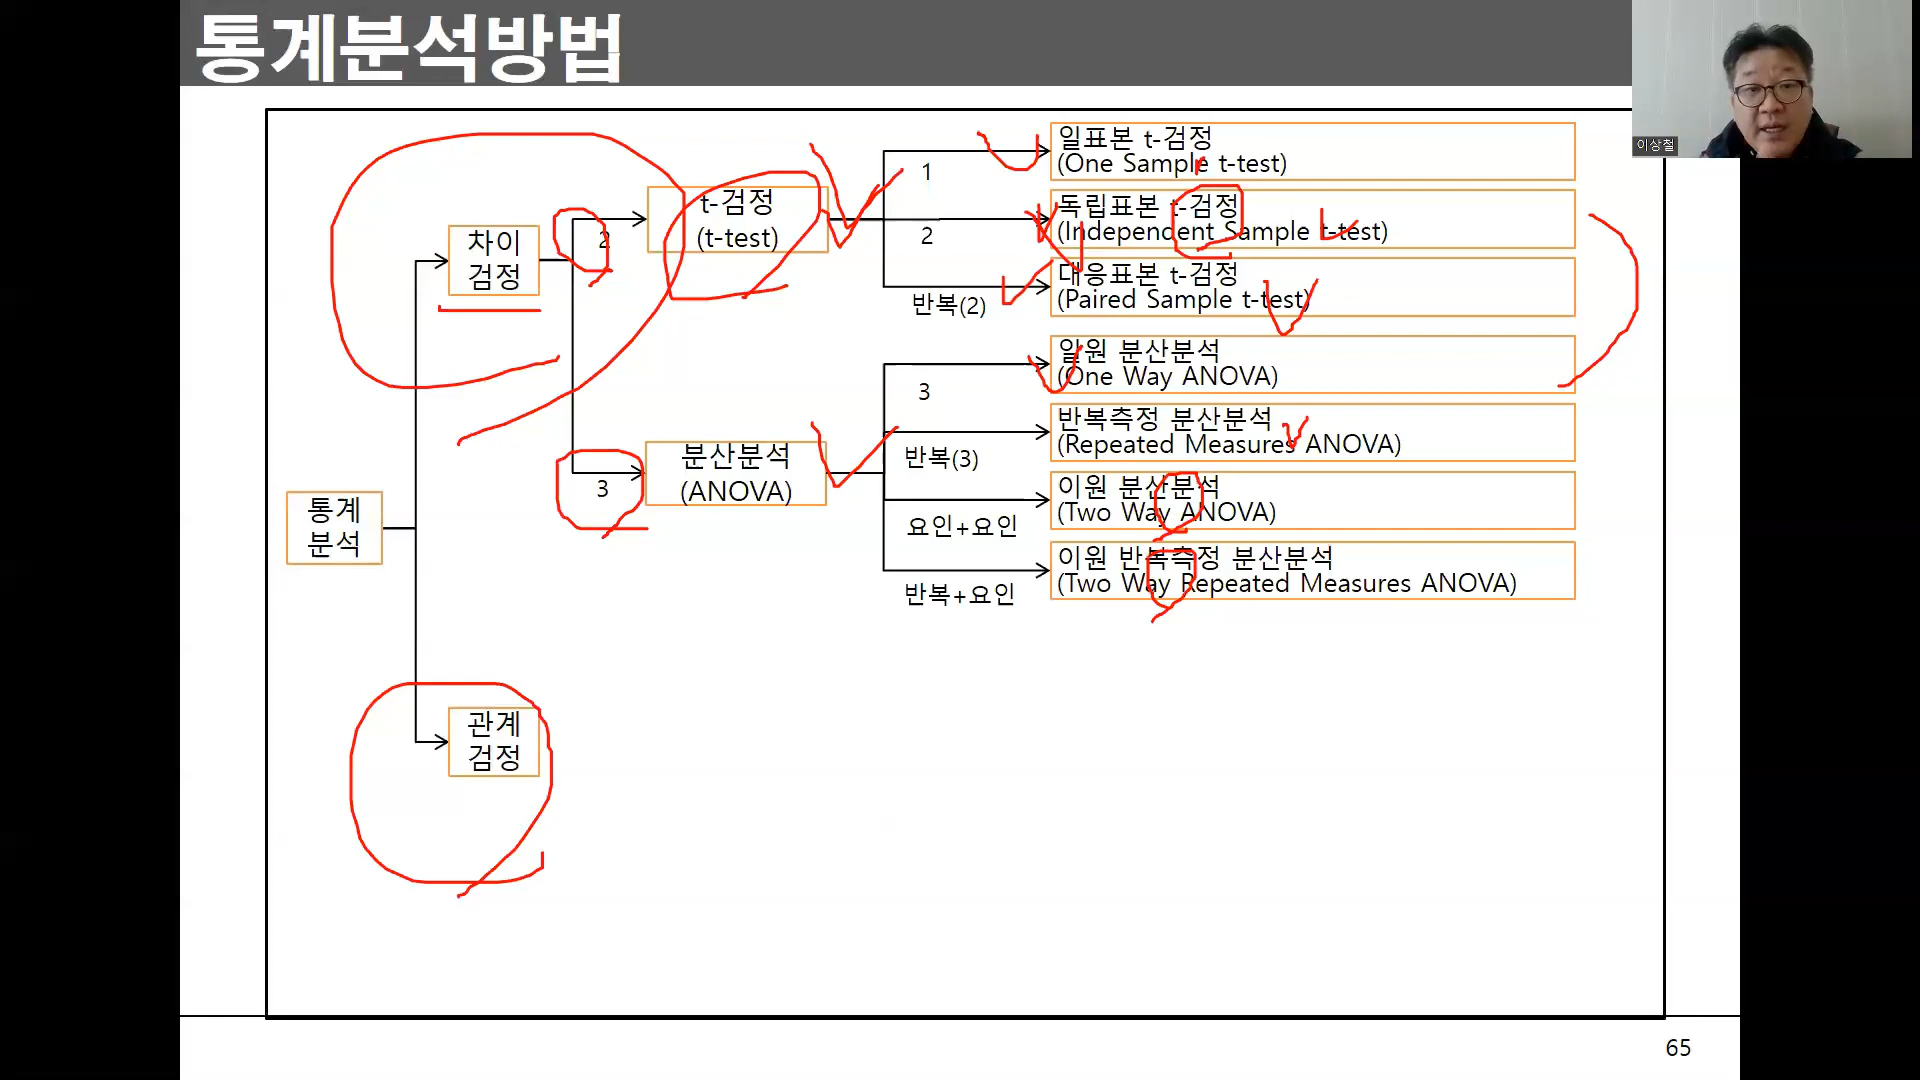 통계분석방법
이상철
일표본 t-검정
(One Sample t-test)
1
독립표본 t-검정
(Independent Sample t-test)
2
대응표본 t-검정
(Paired Sample t-test)
반복(2)
t-검정
(t-test)
2
차이
검정
일원 분산분석
(One Way ANOVA)
3
반복측정 분산분석
(Repeated Measures ANOVA)
반복(3)
분산분석
(ANOVA)
3
이원 분산분석
(Two Way ANOVA)
요인+요인
이원 반복측정 분산분석
(Two Way Repeated Measures ANOVA)
반복+요인
통계
분석
관계
검정
65